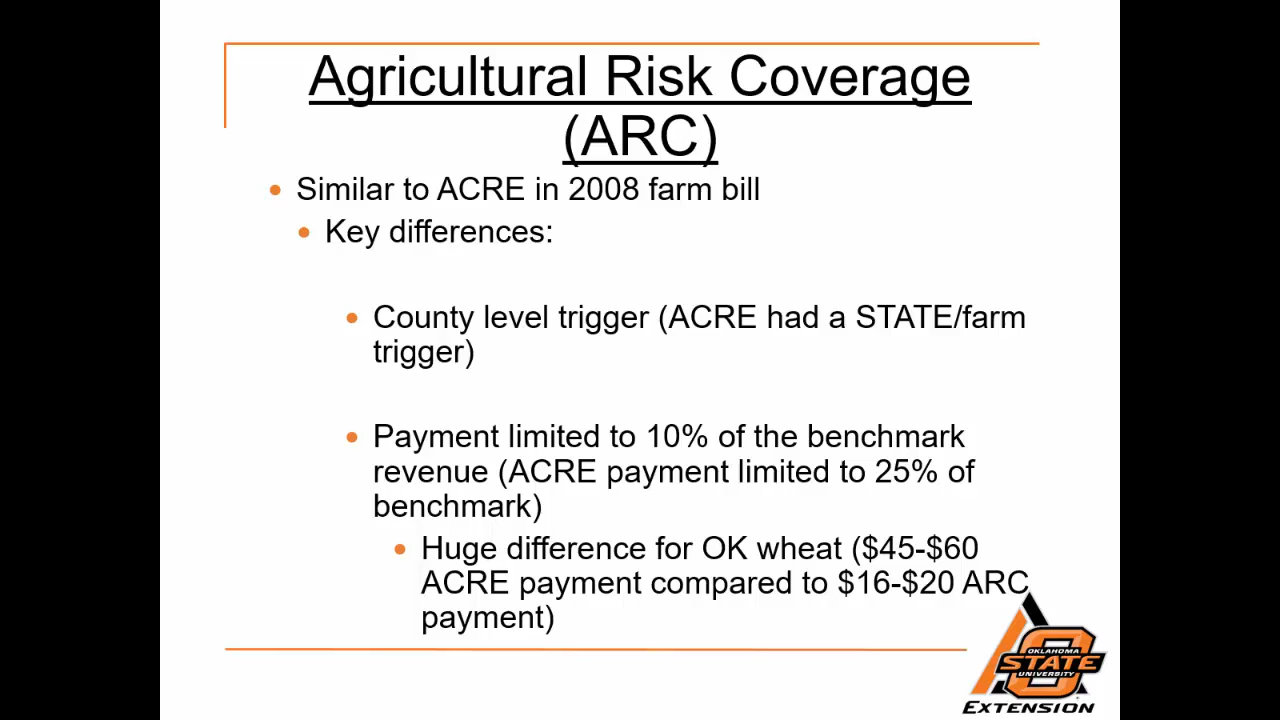 Agricultural Risk Coverage
(ARC)
• Similar to ACRE in 2008 farm bill
• Key differences:
• County level trigger (ACRE had a STATE/farm
trigger)
• Payment limited to 10% of the benchmark
revenue (ACRE payment limited to 25% of
benchmark)
• Huge difference for OK wheat ($45-$60
ACRE payment compared to $16-$20 ARC
payment)
OKLAHOMA
STATE
UNIVERSITY
EXTENSION